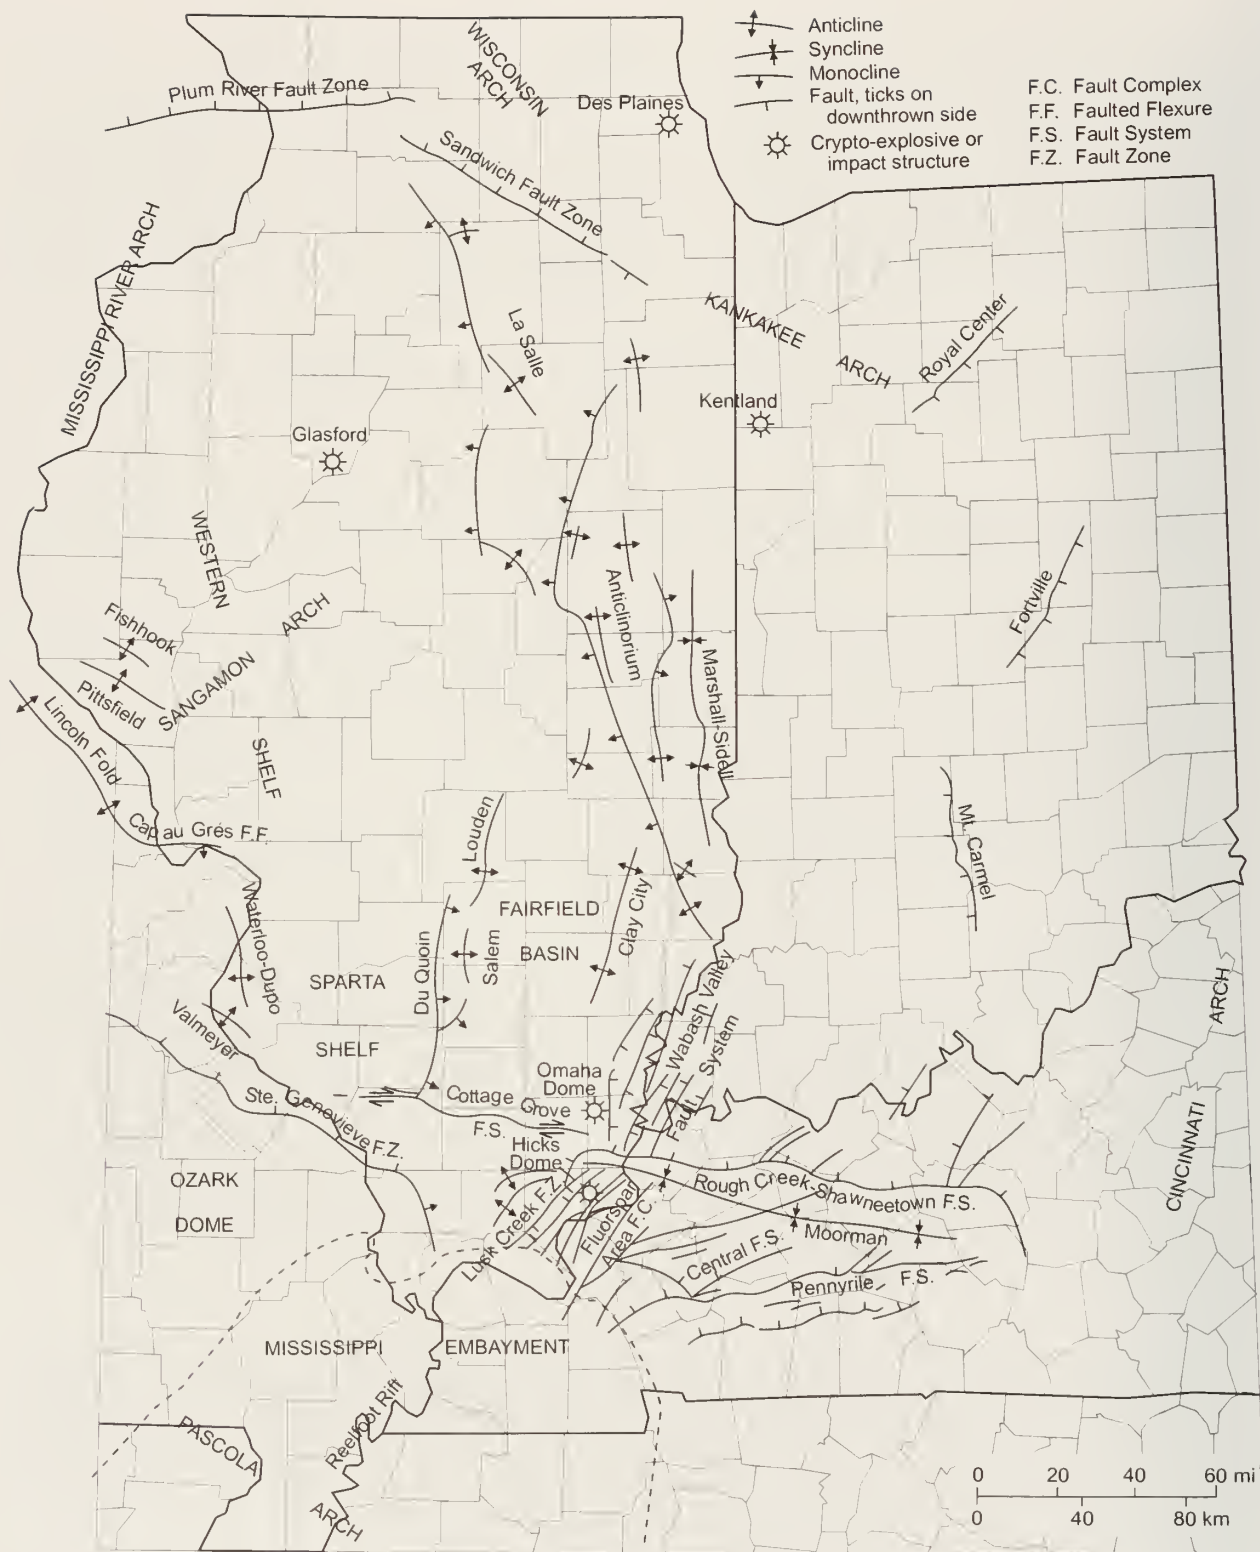 Anticline
Syncline
Monocline
Fault, ticks on
downthrown side
Crypto-explosive or
impact structure
F.C. Fault Complex
F.F. Faulted Flexure
F.S. Fault System
F.Z. Fault Zone
WISCONSIN
ARCH
Plum River Fault Zone
Des Plaines
Sandwich Fault Zone
MISSISSIPPI RIVER ARCH
KANKAKEE
ARCH
Royal Center
La Salle
Kentland
Glasford
WESTERN
Fortville
ARCH
Anticlinorium
Fishhook
Pittsfield
SANGAMON
Marshall-Sidell
Lincoln Fold
SHELF
Cap au Grés F.F.
Louden
Mt. Carmel
Waterloo-Dupo
FAIRFIELD
BASIN
Clay City
Du Quoin
Salem
SPARTA
SHELF
Valmeyer
Wabash Valley
Fault
System
ARCH
CINCINNATI
Ste. Genevieve F.Z.
Cottage Grove
F.S.
Omaha
Dome
Hicks
Dome
OZARK
DOME
Lusk Creek F.Z.
Fluorspar
Area F.C.
Rough Creek-Shawneetown F.S.
Moorman
Central F.S.
Pennyrile F.S.
MISSISSIPPI
EMBAYMENT
Reelfoot Rift
PASCOLA
ARCH
0 20 40 60 mi
0 40 80 km